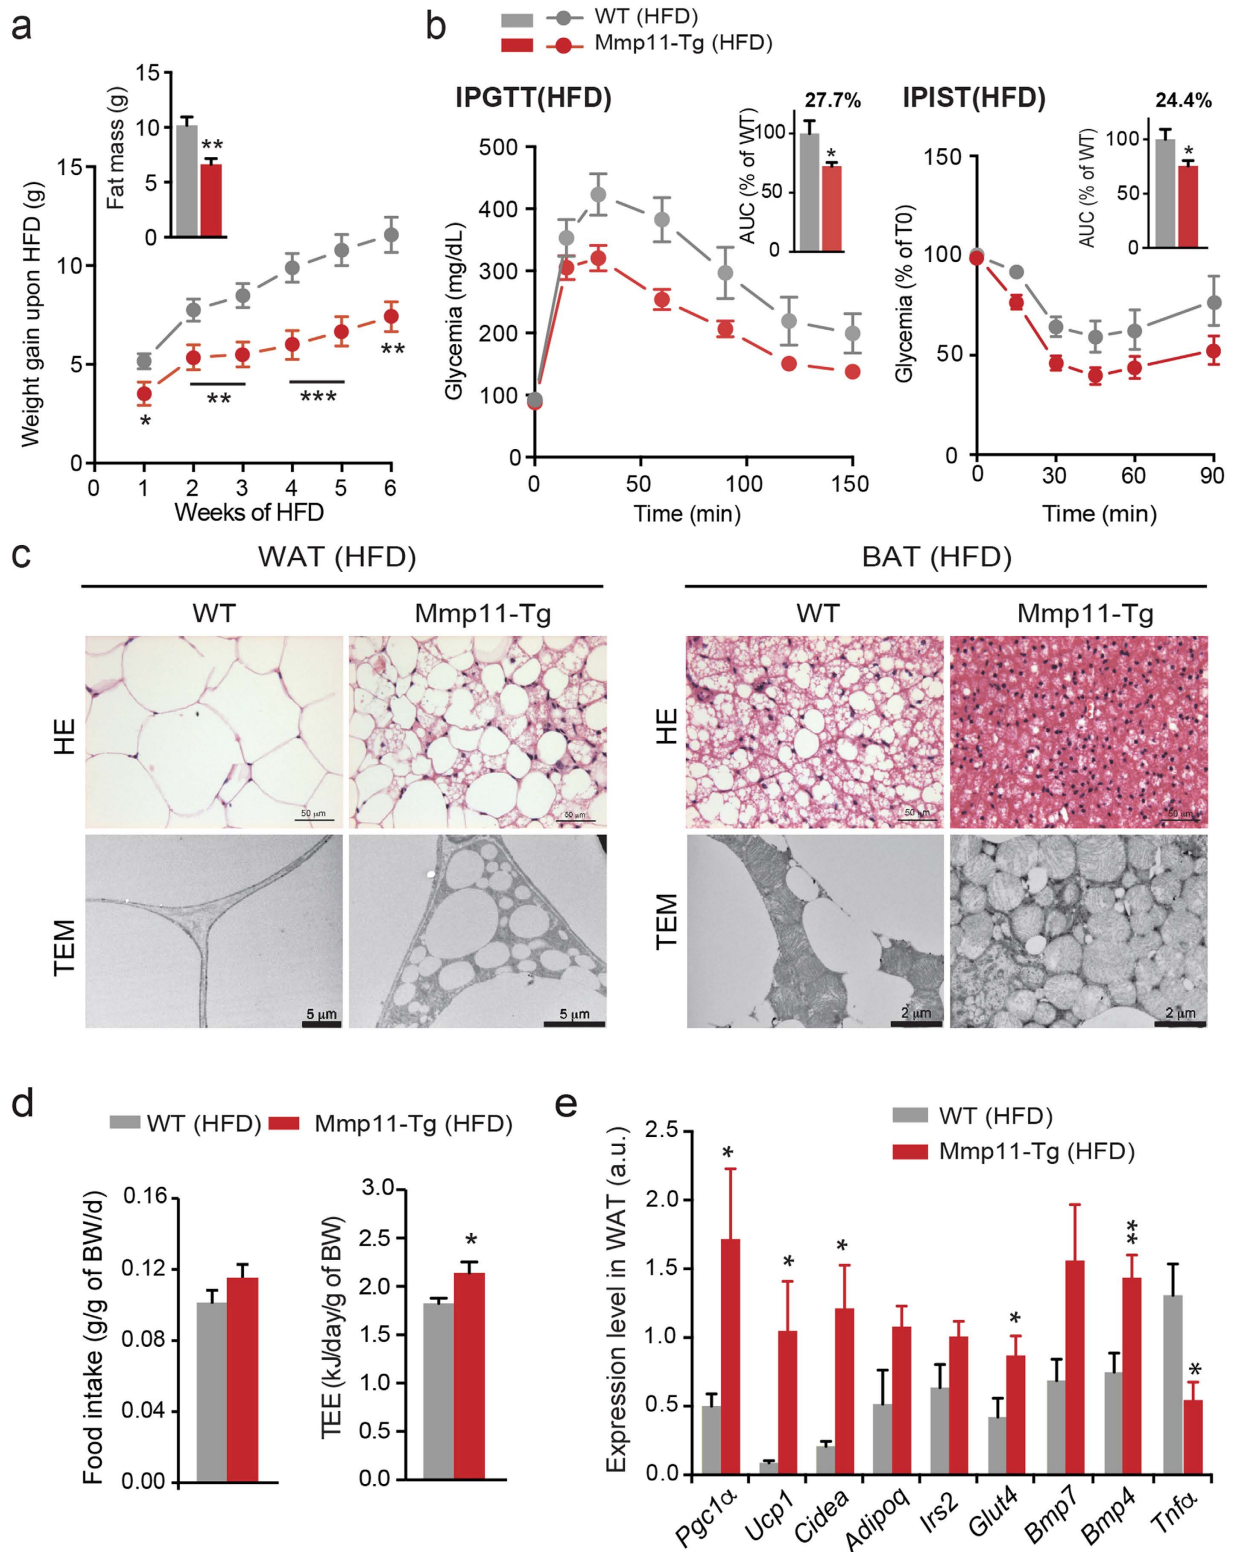 a
Fat mass (g)
15
10
5
0
**
Weight gain upon HFD (g)
15
10
5
0
*
**
***
**
0 1 2 3 4 5 6
Weeks of HFD
b
WT (HFD)
Mmp11-Tg (HFD)
IPGTT(HFD)
Glycemia (mg/dL)
500
400
300
200
100
0
0 50 100 150
Time (min)
27.7%
AUC (% of WT)
100
50
0
*
IPIST(HFD)
Glycemia (% of T0)
150
100
50
0
0 30 60 90
Time (min)
24.4%
AUC (% of WT)
100
50
0
*
c
WAT (HFD)
BAT (HFD)
WT
Mmp11-Tg
WT
Mmp11-Tg
HE
50 µm
50 µm
HE
50 µm
50 µm
TEM
5 µm
5 µm
TEM
2 µm
2 µm
d
WT (HFD)
Mmp11-Tg (HFD)
Food intake (g/g of BW/d)
0.16
0.12
0.08
0.04
0.00
TEE (kJ/day/g of BW)
3.0
2.5
2.0
1.5
1.0
0.5
0.0
*
e
WT (HFD)
Mmp11-Tg (HFD)
Expression level in WAT (a.u.)
2.5
2.0
1.5
1.0
0.5
0.0
*
*
*
*
**
*
Pgc1α
Ucp1
Cidea
Adipoq
Irs2
Glut4
Bmp7
Bmp4
Tnfα